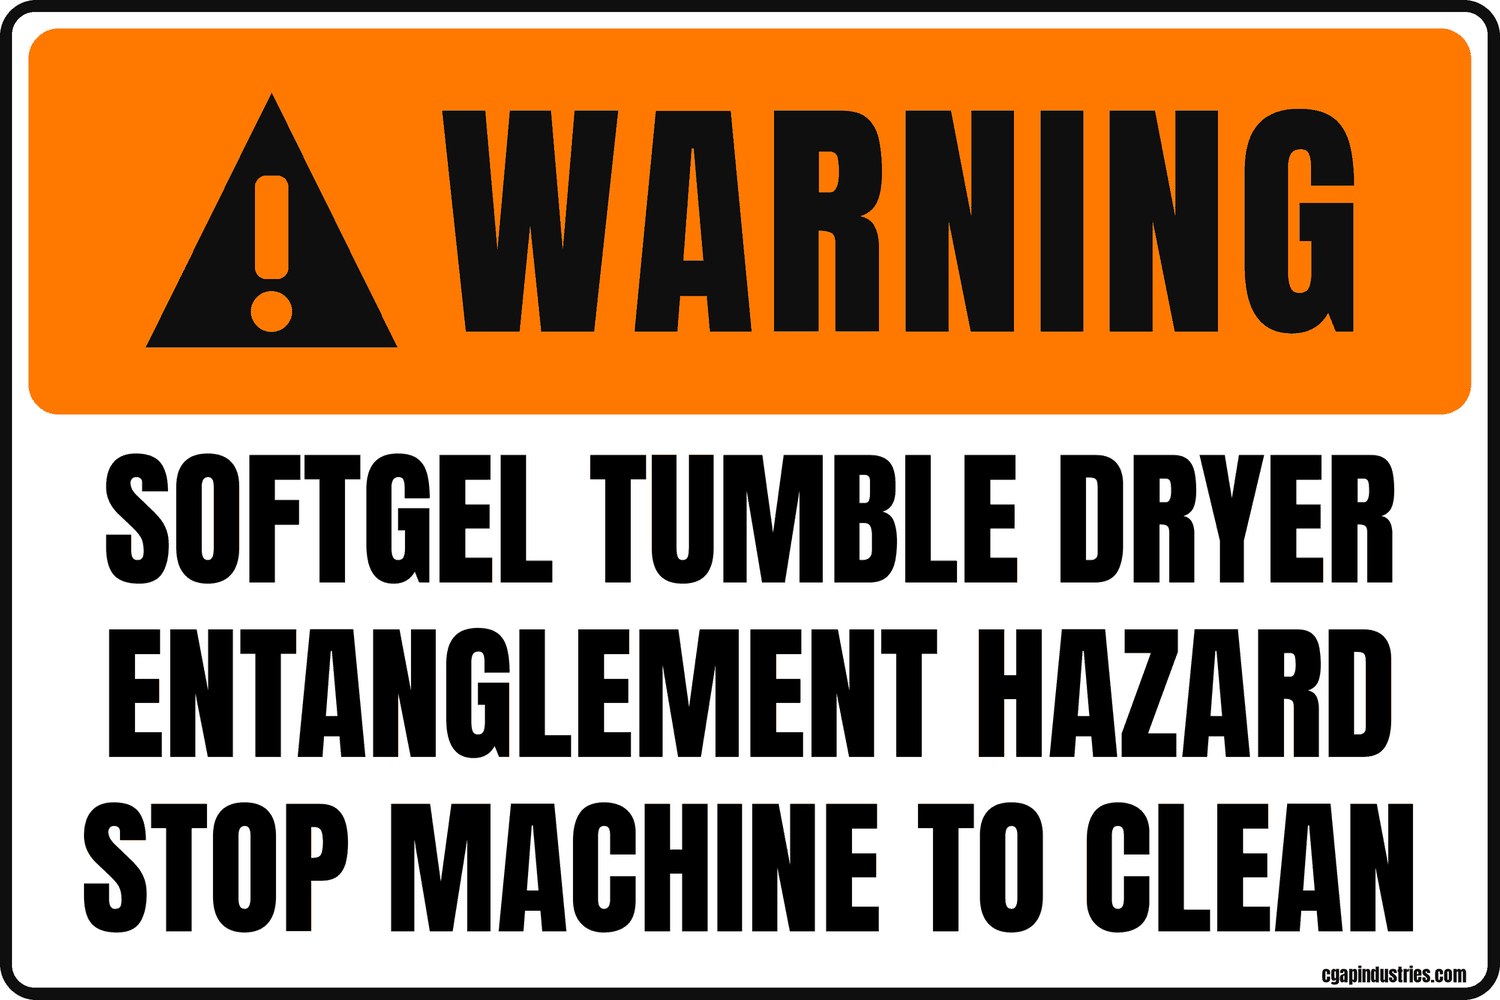 WARNING
SOFTGEL TUMBLE DRYER
ENTANGLEMENT HAZARD
STOP MACHINE TO CLEAN
cgapindustries.com